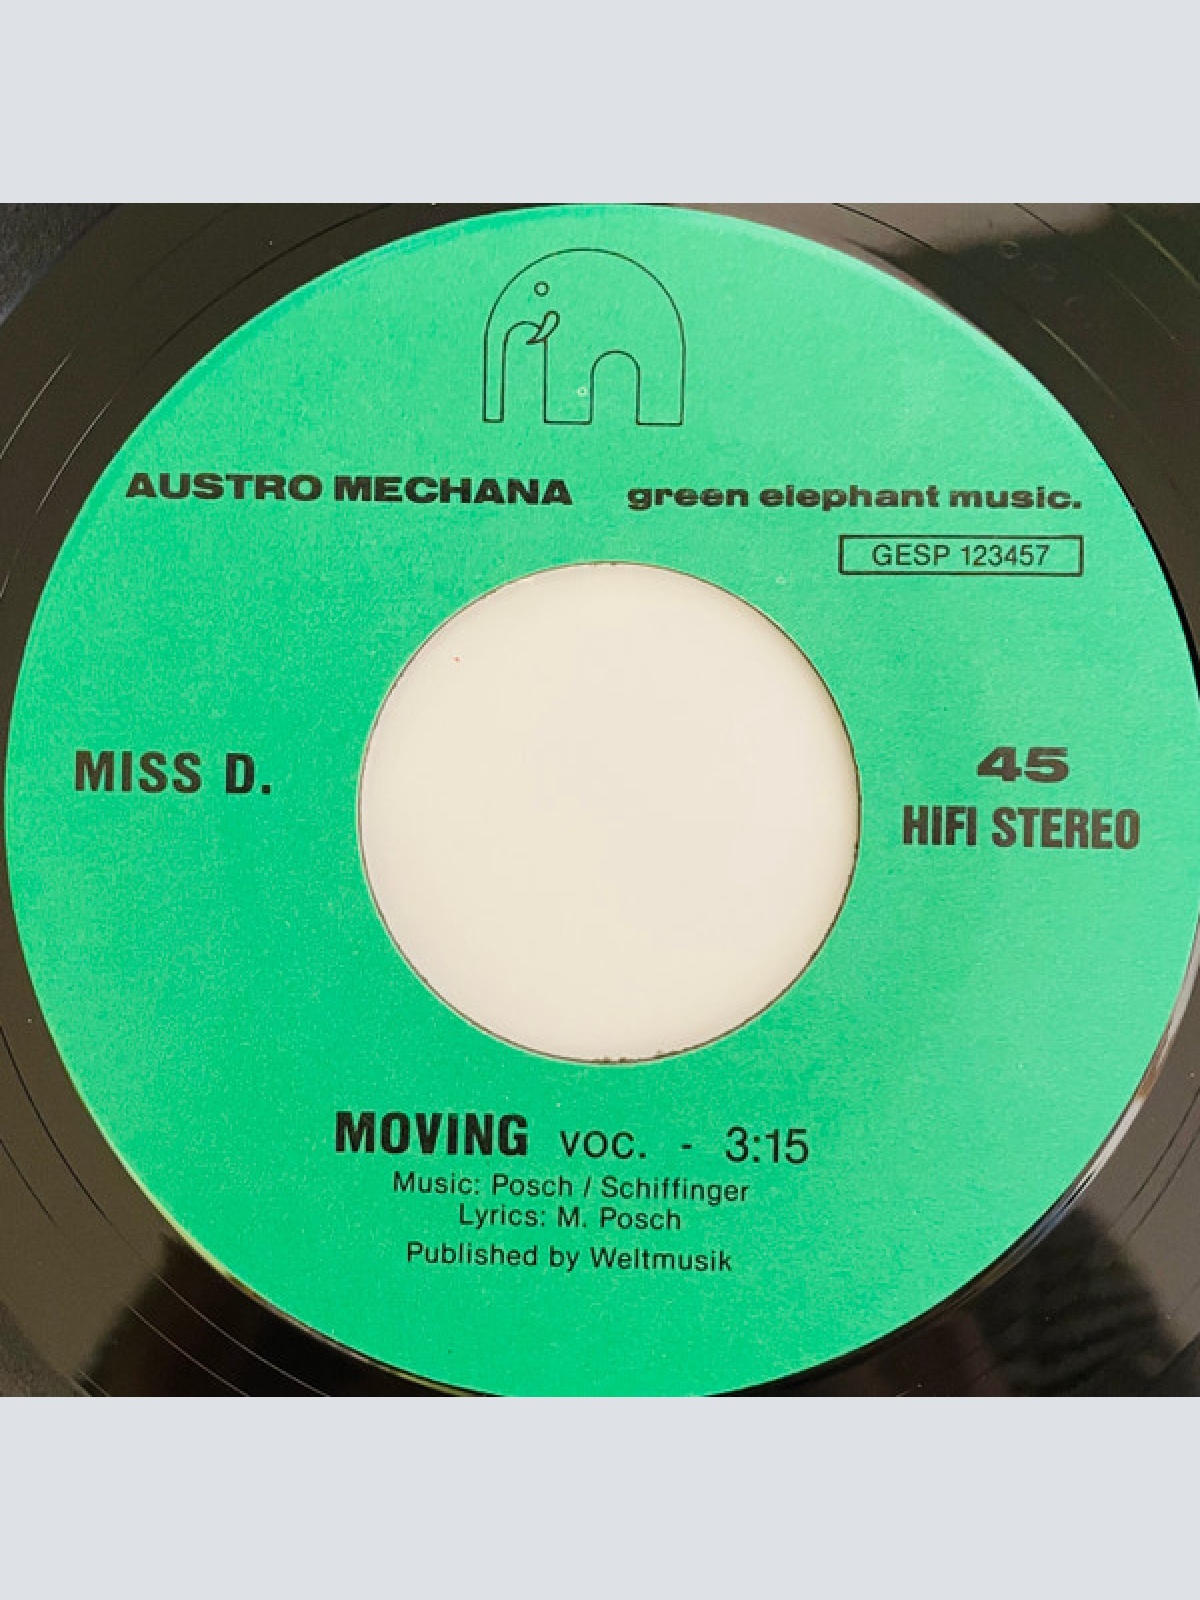 AUSTRO MECHANA green elephant music.
GESP 123457
MISS D.
45
HIFI STEREO
MOVING VOC. - 3:15
Music: Posch / Schiffinger
Lyrics: M. Posch
Published by Weltmusik